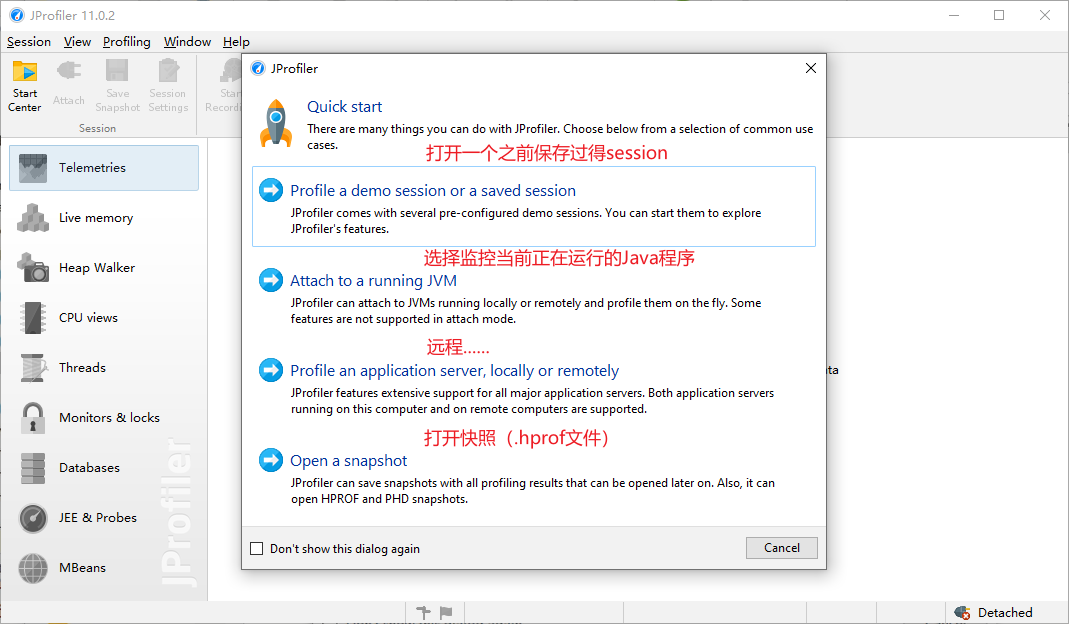 JProfiler 11.0.2
Session View Profiling Window Help
Start Center
Attach
Save Snapshot
Session Settings
Session
Telemetries
Live memory
Heap Walker
CPU views
Threads
Monitors & locks
Databases
JEE & Probes
MBeans
JProfiler
JProfiler
Quick start
There are many things you can do with JProfiler. Choose below from a selection of common use
cases.
打开一个之前保存过得session
Profile a demo session or a saved session
JProfiler comes with several pre-configured demo sessions. You can start them to explore
JProfiler's features.
选择监控当前正在运行的Java程序
Attach to a running JVM
JProfiler can attach to JVMs running locally or remotely and profile them on the fly. Some
features are not supported in attach mode.
远程......
Profile an application server, locally or remotely
JProfiler features extensive support for all major application servers. Both application servers
running on this computer and on remote computers are supported.
打开快照（.hprof文件）
Open a snapshot
JProfiler can save snapshots with all profiling results that can be opened later on. Also, it can
open HPROF and PHD snapshots.
Don't show this dialog again
Cancel
Detached